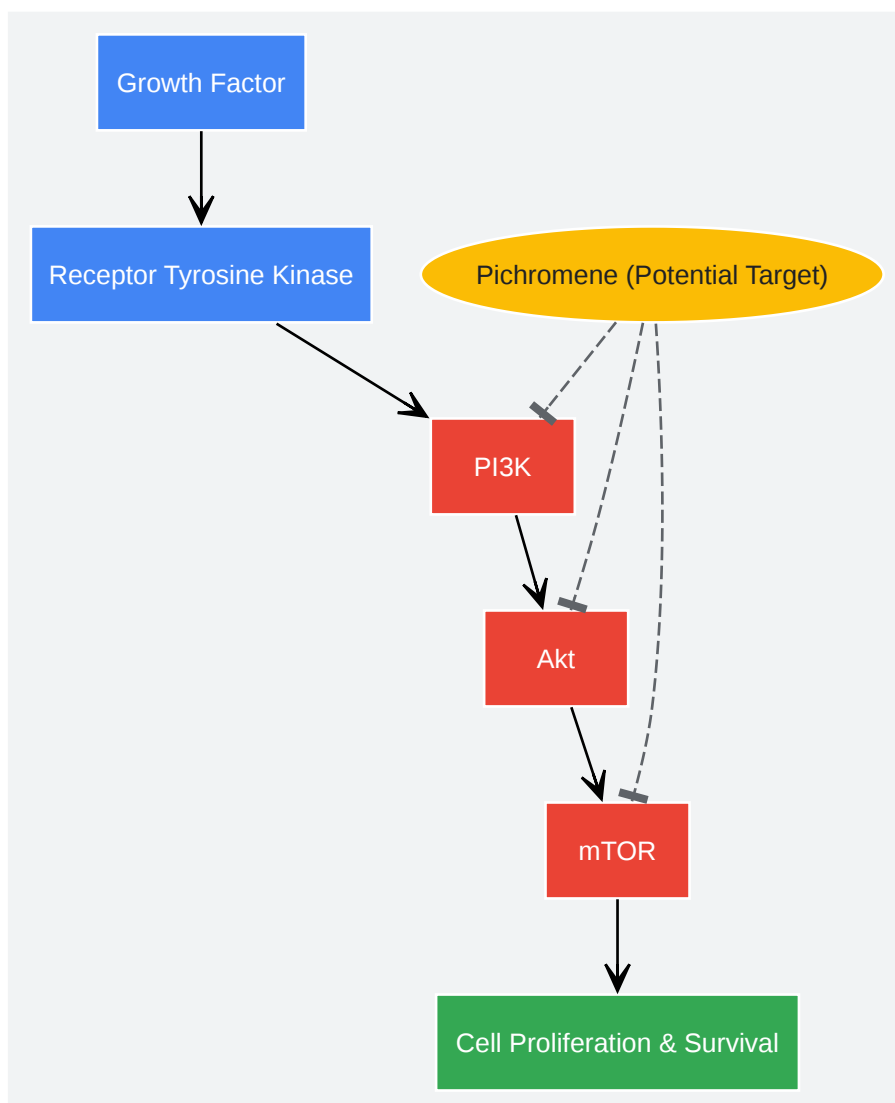 Growth Factor
Receptor Tyrosine Kinase
Pichromene (Potential Target)
PI3K
Akt
mTOR
Cell Proliferation & Survival